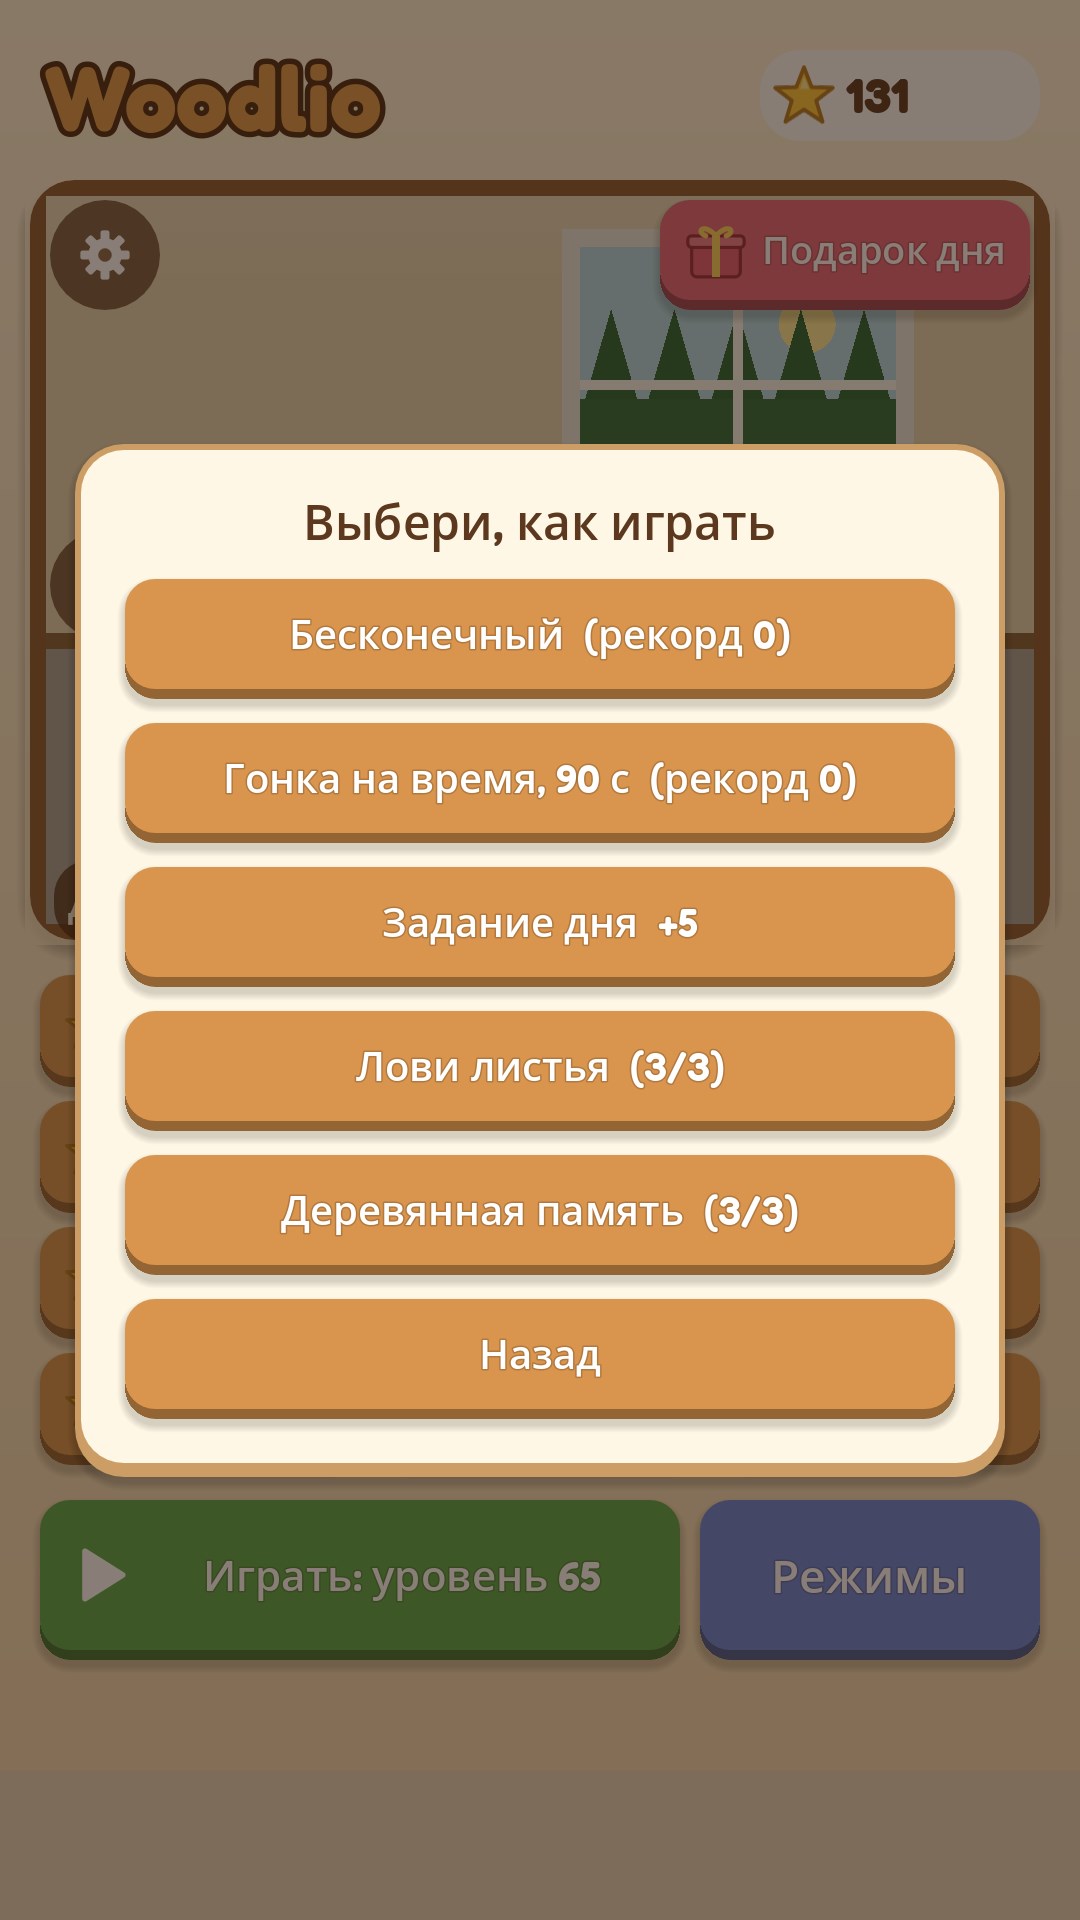 Woodlio
131
Подарок дня
Выбери, как играть
Бесконечный (рекорд 0)
Гонка на время, 90 с (рекорд 0)
Задание дня +5
Лови листья (3/3)
Деревянная память (3/3)
Назад
Играть: уровень 65
Режимы